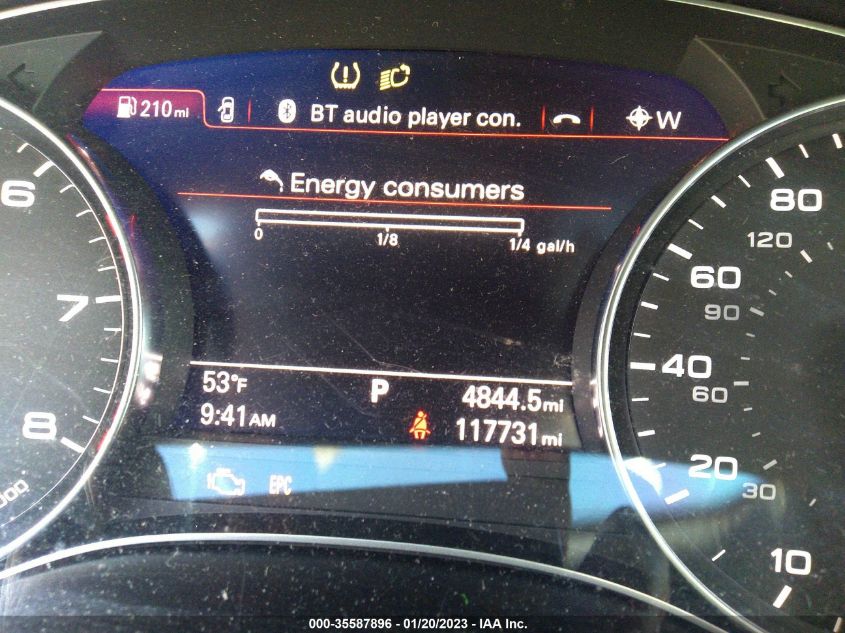 210 mi BT audio player con. W
Energy consumers
0 1/8 1/4 gal/h
53°F P 4844.5 mi
9:41 AM 117731 mi
EPC
6
7
8
000
80
120
60
90
40
60
20
30
10
000-35587896 - 01/20/2023 - IAA Inc.